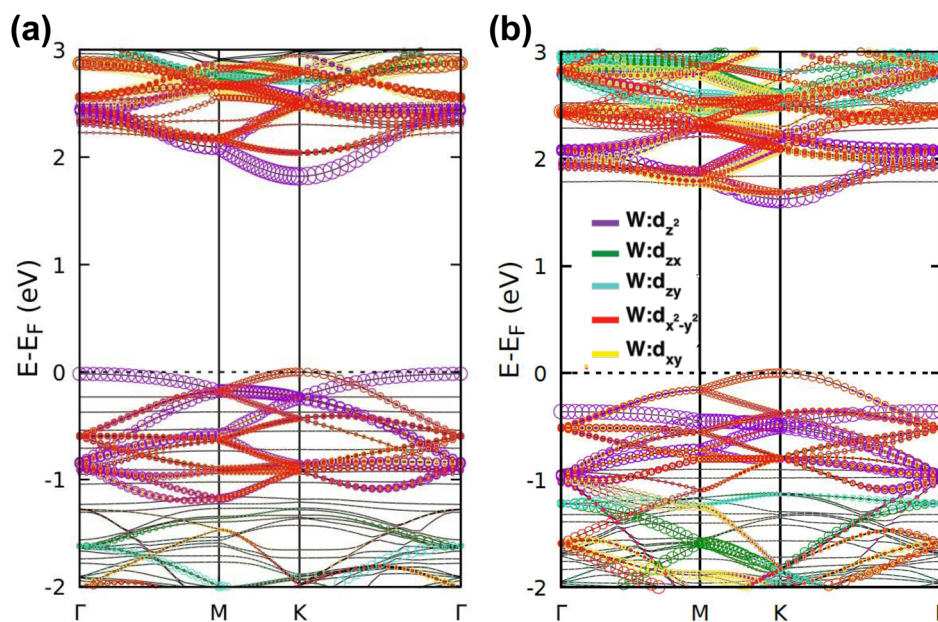 (a)
(b)
3
2
1
0
-1
-2
E-E_F (eV)
Γ
M
K
Γ
3
2
1
0
-1
-2
E-E_F (eV)
W:d_z²
W:d_zx
W:d_zy
W:d_x²-y²
W:d_xy
Γ
M
K